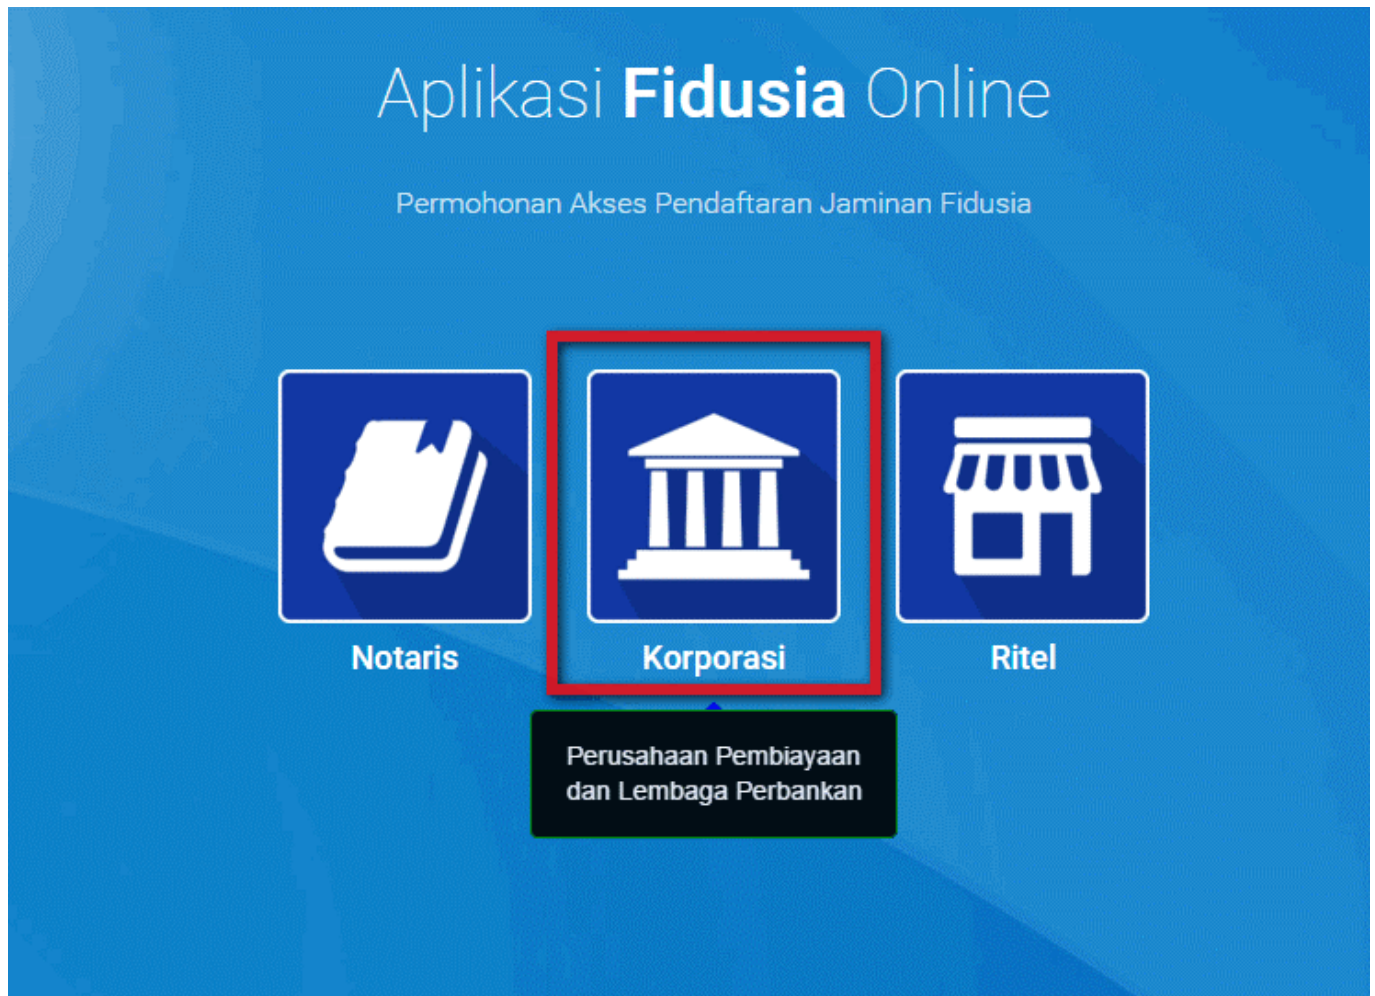 Aplikasi Fidusia Online
Permohonan Akses Pendaftaran Jaminan Fidusia
Notaris
Korporasi
Ritel
Perusahaan Pembiayaan
dan Lembaga Perbankan